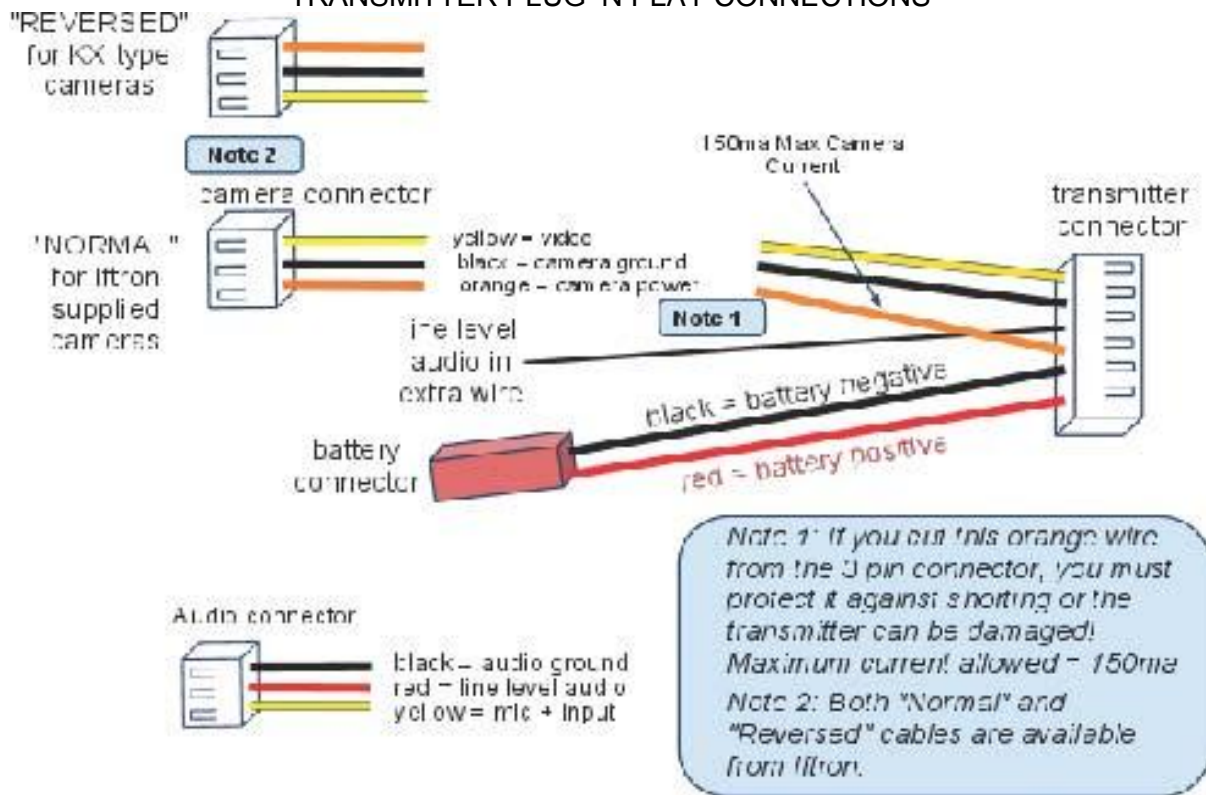 TRANSMITTER PLUG 'N PLAY CONNECTIONS
"REVERSED"
for KX type
cameras
Note 2
camera connector
"NORMAL"
for Iftron
supplied
cameras
yellow = video
black = camera ground
orange = camera power
150ma Max Camera
Current
transmitter
connector
Note 1
line level
audio in
extra wire
black = battery negative
red = battery positive
battery
connector
Audio connector
black = audio ground
red = line level audio
yellow = mic + input
Note 1: If you cut this orange wire
from the 3 pin connector, you must
protect it against shorting or the
transmitter can be damaged!
Maximum current allowed = 150ma
Note 2: Both "Normal" and
"Reversed" cables are available
from Iftron.